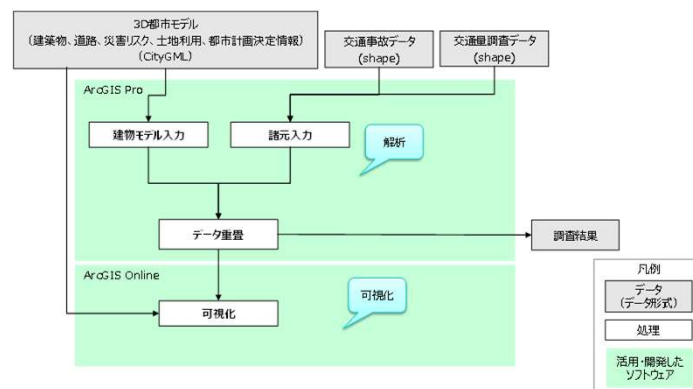 3D都市モデル
(建築物、道路、災害リスク、土地利用、都市計画決定情報)
(CityGML)
交通事故データ
(shape)
交通量調査データ
(shape)
ArcGIS Pro
建物モデル入力
諸元入力
解析
データ重畳
調査結果
ArcGIS Online
可視化
可視化
凡例
データ
(データ形式)
処理
活用・開発した
ソフトウェア